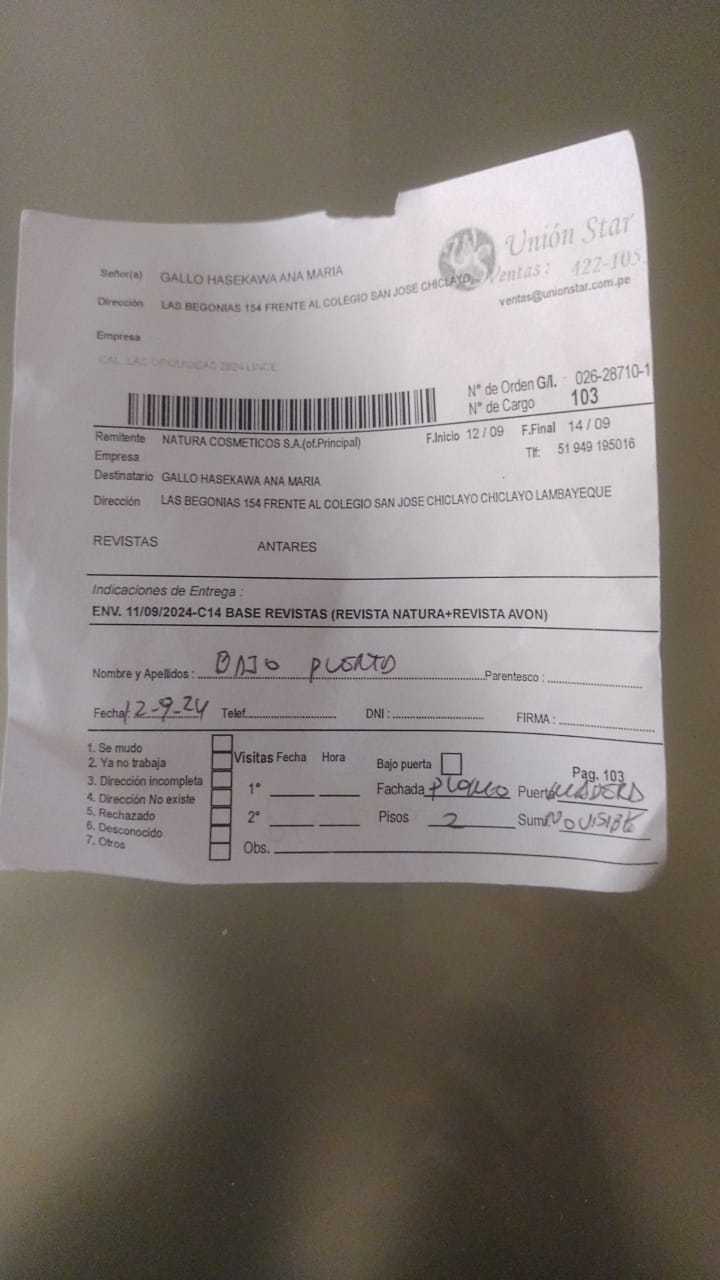 Unión Star
Ventas: 422-105
ventas@unionstar.com.pe
Señor(a) GALLO HASEKAWA ANA MARIA
Dirección LAS BEGONIAS 154 FRENTE AL COLEGIO SAN JOSE CHICLAYO
Empresa
N° de Orden G/I. 026-28710-1
N° de Cargo 103
Remitente NATURA COSMETICOS S.A.(of.Principal) F.Inicio 12 / 09 F.Final 14 / 09
Empresa Tlf: 51 949 195016
Destinatario GALLO HASEKAWA ANA MARIA
Dirección LAS BEGONIAS 154 FRENTE AL COLEGIO SAN JOSE CHICLAYO CHICLAYO LAMBAYEQUE
REVISTAS ANTARES
Indicaciones de Entrega :
ENV. 11/09/2024-C14 BASE REVISTAS (REVISTA NATURA+REVISTA AVON)
Nombre y Apellidos : BAJO PUERTA Parentesco :
Fecha: 12-9-24 Telef. DNI : FIRMA :
1. Se mudo
2. Ya no trabaja
3. Dirección incompleta
4. Dirección No existe
5. Rechazado
6. Desconocido
7. Otros
Visitas Fecha Hora Bajo puerta Pag. 103
1° Fachada PLOMO Puert MADERA
2° Pisos 2 Sum NO VISIBLE
Obs.